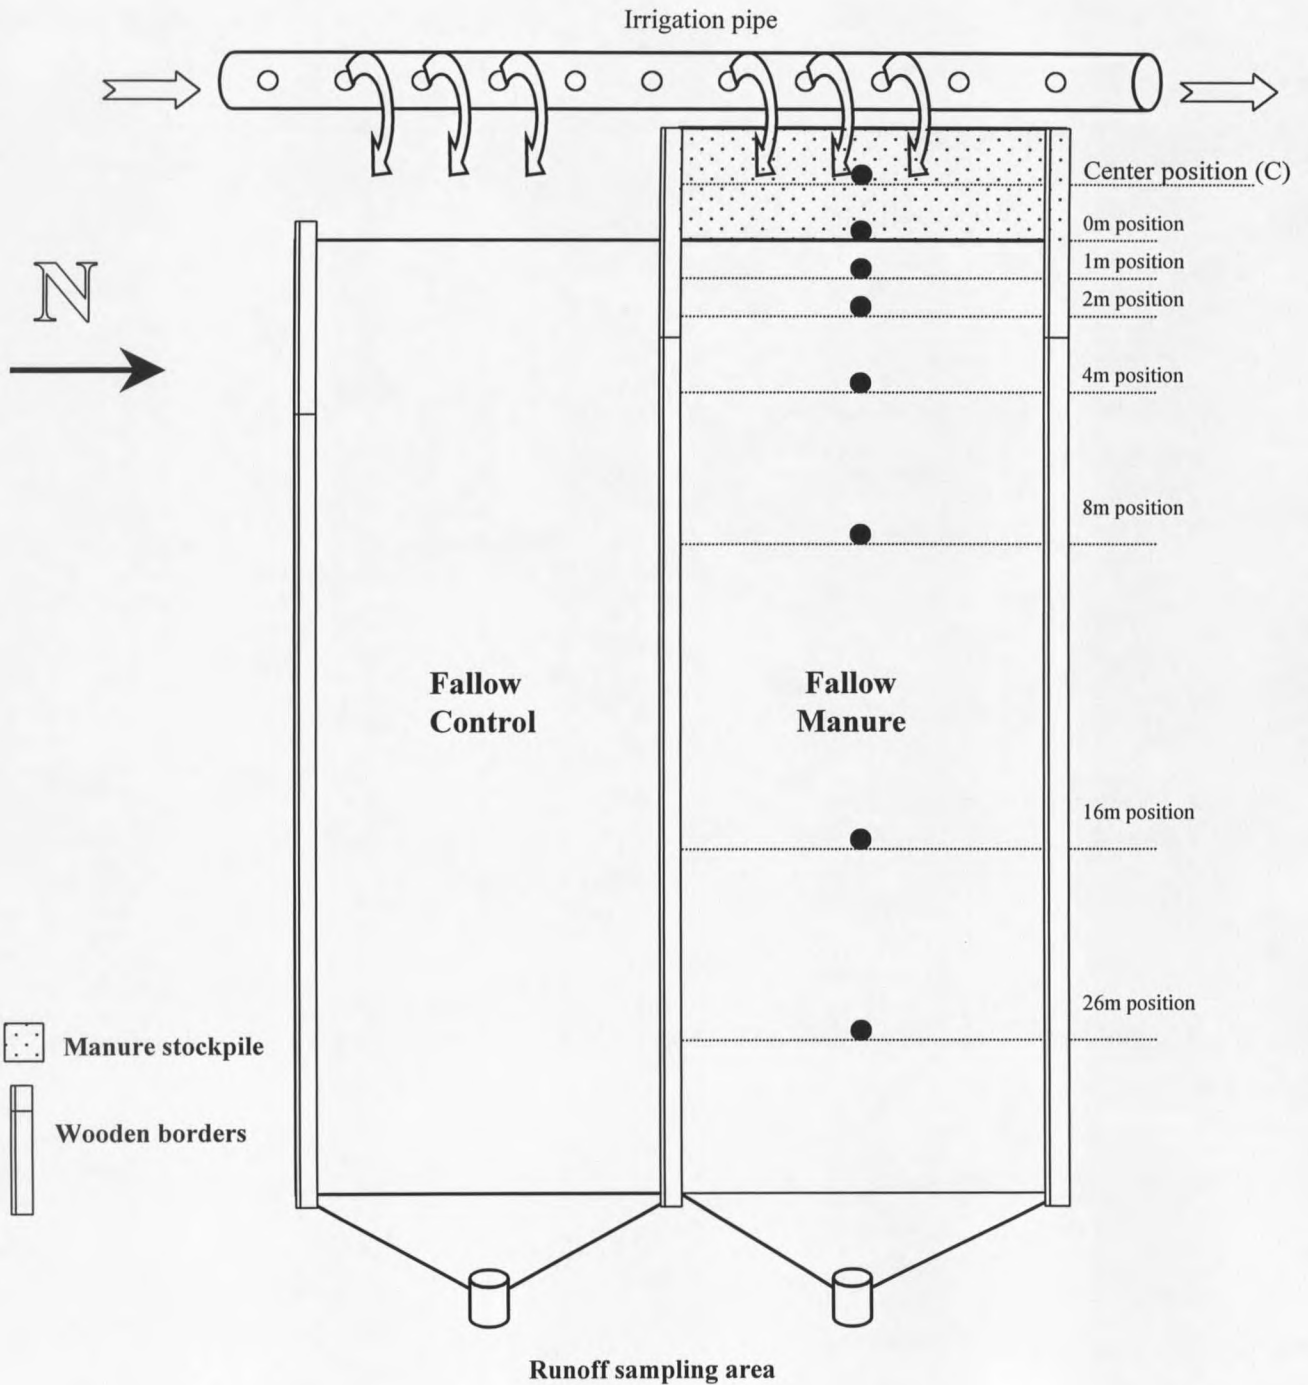 Irrigation pipe
Center position (C)
0m position
1m position
2m position
N
4m position
8m position
Fallow
Control
Fallow
Manure
16m position
26m position
Manure stockpile
Wooden borders
Runoff sampling area